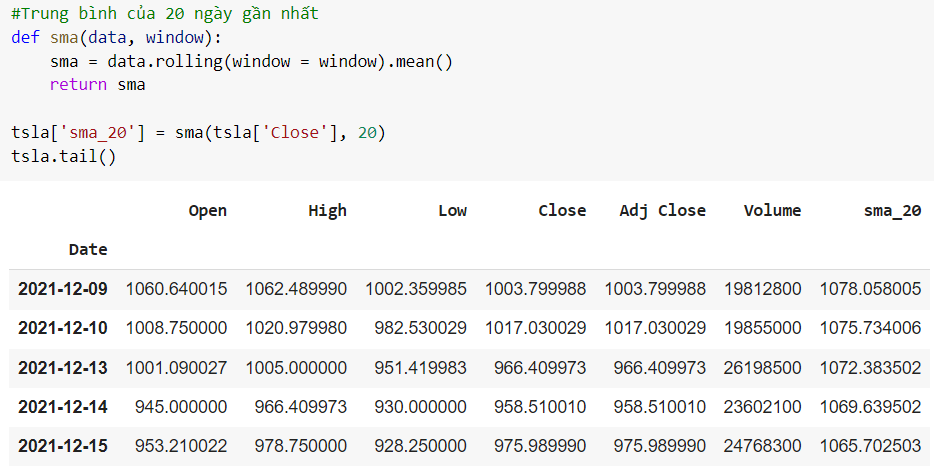 #Trung bình của 20 ngày gần nhất
def sma(data, window):
    sma = data.rolling(window = window).mean()
    return sma
tsla['sma_20'] = sma(tsla['Close'], 20)
tsla.tail()
Open High Low Close Adj Close Volume sma_20
Date
2021-12-09 1060.640015 1062.489990 1002.359985 1003.799988 1003.799988 19812800 1078.058005
2021-12-10 1008.750000 1020.979980 982.530029 1017.030029 1017.030029 19855000 1075.734006
2021-12-13 1001.090027 1005.000000 951.419983 966.409973 966.409973 26198500 1072.383502
2021-12-14 945.000000 966.409973 930.000000 958.510010 958.510010 23602100 1069.639502
2021-12-15 953.210022 978.750000 928.250000 975.989990 975.989990 24768300 1065.702503